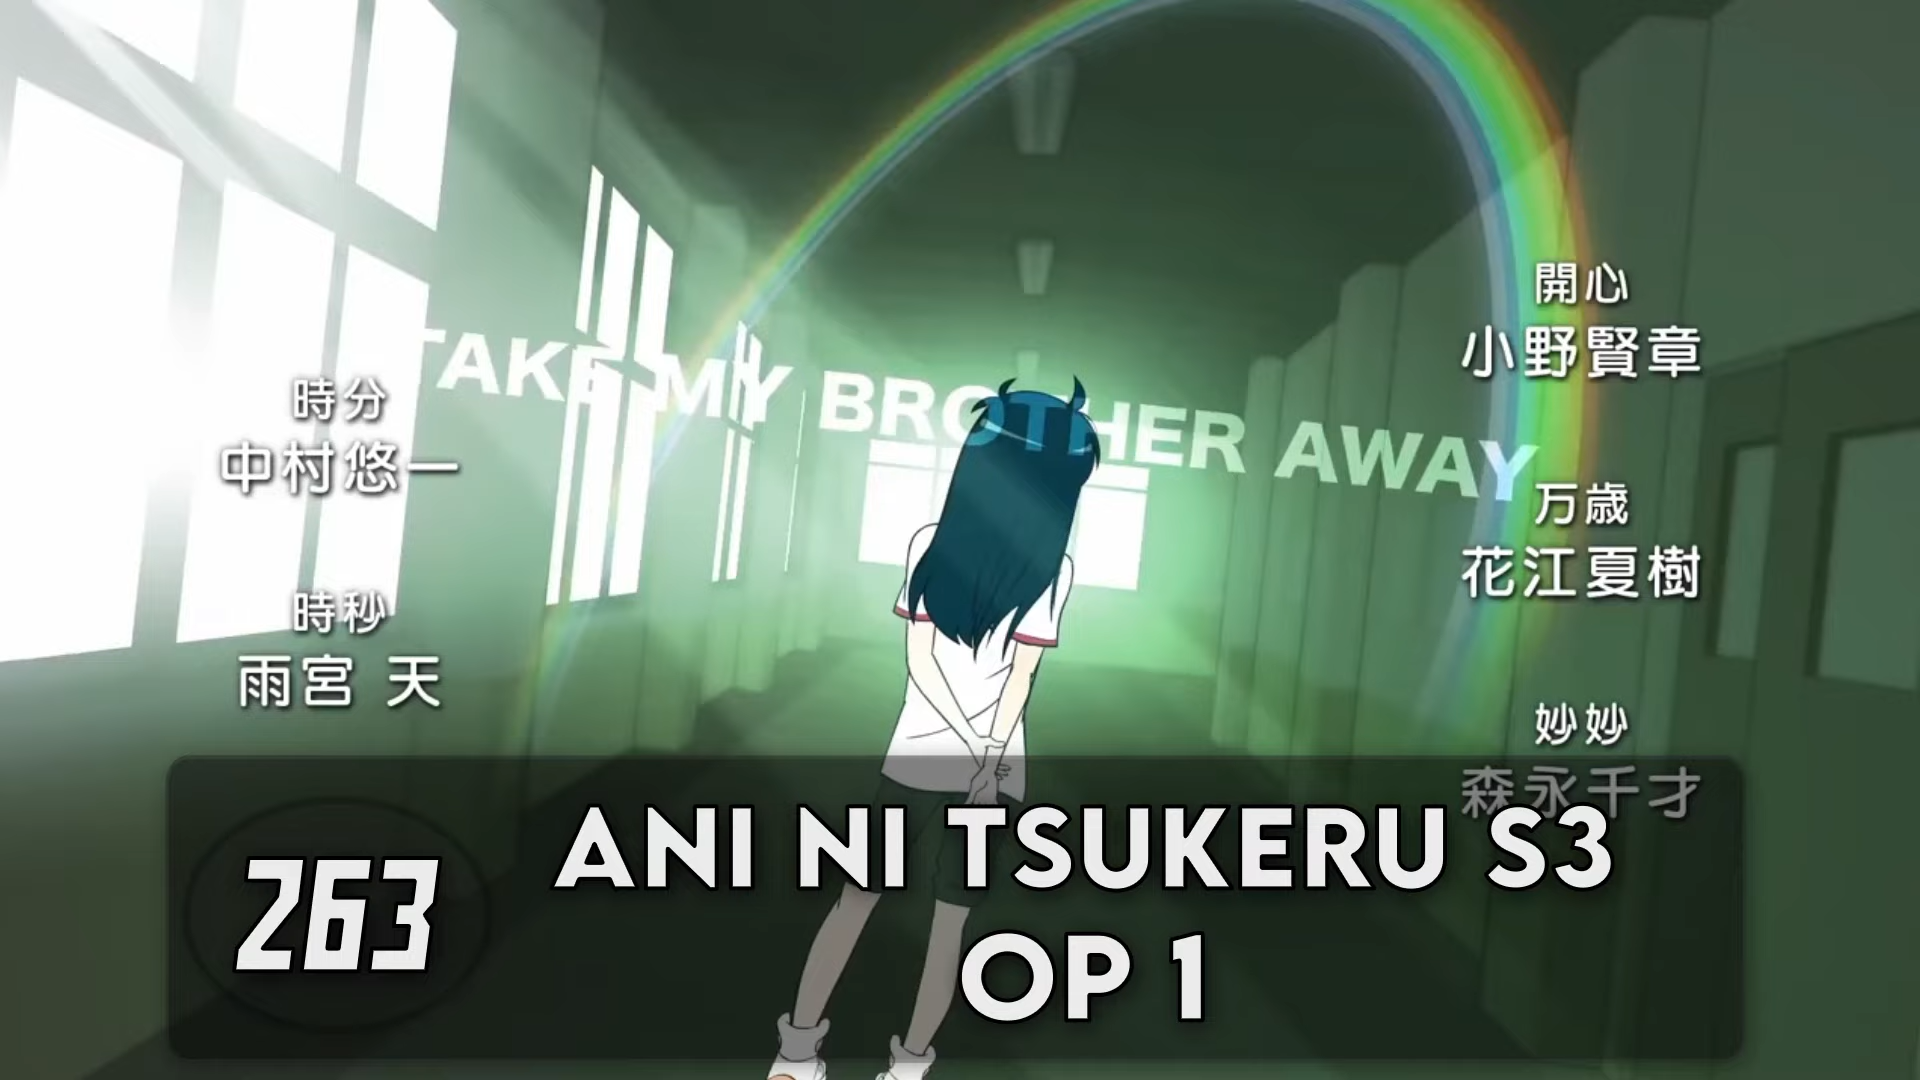 開心
小野賢章
TAKE MY BROTHER AWAY
時分
中村悠一
万歳
花江夏樹
時秒
雨宮 天
妙妙
森永千才
263
ANI NI TSUKERU S3
OP 1